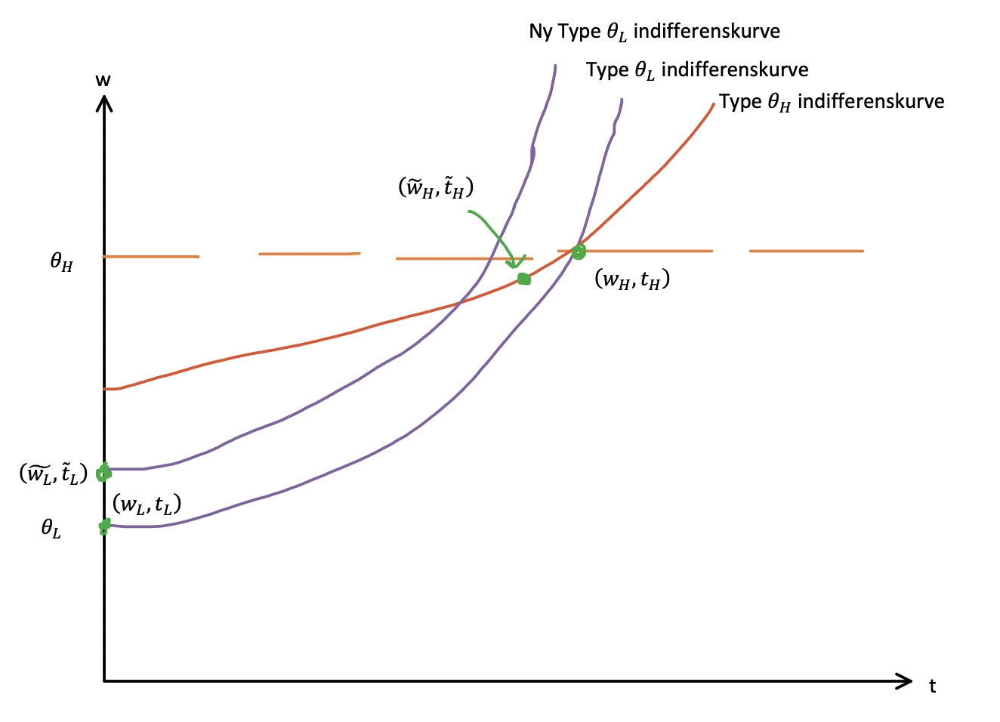 Ny Type θ_L indifferenskurve
Type θ_L indifferenskurve
w
Type θ_H indifferenskurve
(w̃_H, t̃_H)
θ_H
(w_H, t_H)
(w̃_L, t̃_L)
(w_L, t_L)
θ_L
t